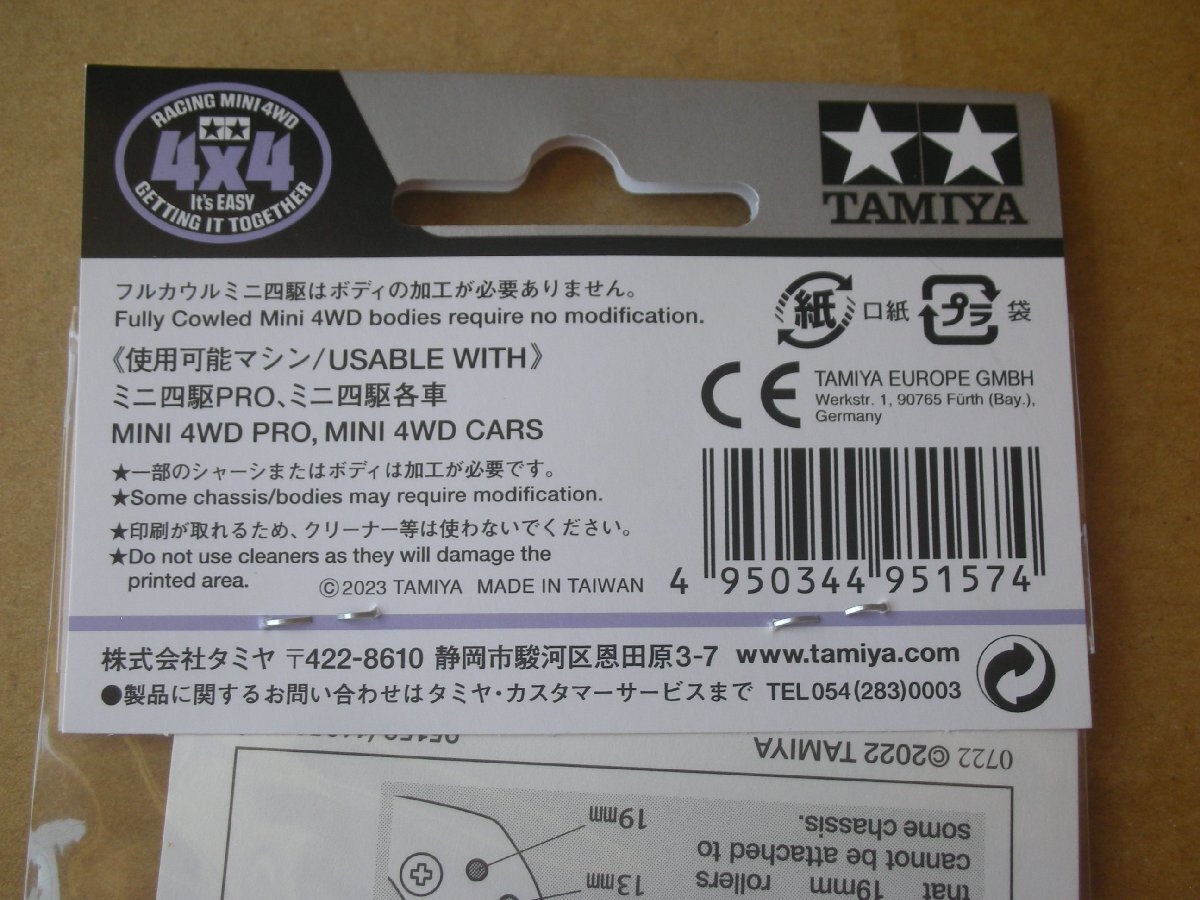 RACING MINI 4WD
4x4
It's EASY
GETTING IT TOGETHER
TAMIYA
フルカウルミニ四駆はボディの加工が必要ありません。
Fully Cowled Mini 4WD bodies require no modification.
紙 口紙 プラ 袋
《使用可能マシン/USABLE WITH》
ミニ四駆PRO、ミニ四駆各車
MINI 4WD PRO, MINI 4WD CARS
CE TAMIYA EUROPE GMBH
Werkstr. 1, 90765 Fürth (Bay.),
Germany
★一部のシャーシまたはボディは加工が必要です。
★Some chassis/bodies may require modification.
★印刷が取れるため、クリーナー等は使わないでください。
★Do not use cleaners as they will damage the
printed area.
©2023 TAMIYA MADE IN TAIWAN
4 950344 951574
株式会社タミヤ 〒422-8610 静岡市駿河区恩田原3-7 www.tamiya.com
●製品に関するお問い合わせはタミヤ・カスタマーサービスまで TEL054(283)0003
0722 ©2022 TAMIYA
19mm
some chassis.
cannot be attached to
that 19mm rollers
13mm